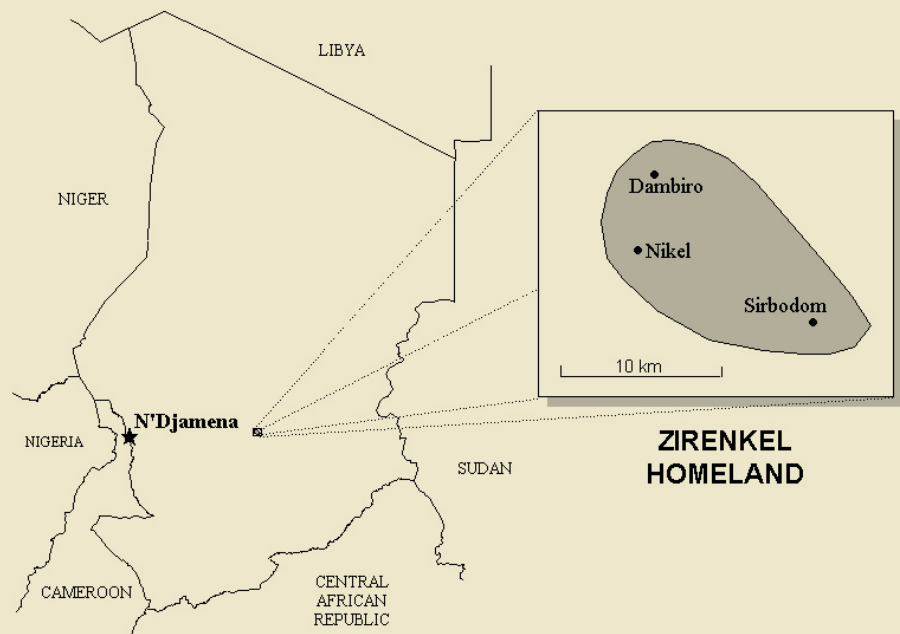 LIBYA
NIGER
Dambiro
Nikel
Sirbodom
10 km
N'Djamena
NIGERIA
ZIRENKEL
HOMELAND
SUDAN
CAMEROON
CENTRAL
AFRICAN
REPUBLIC